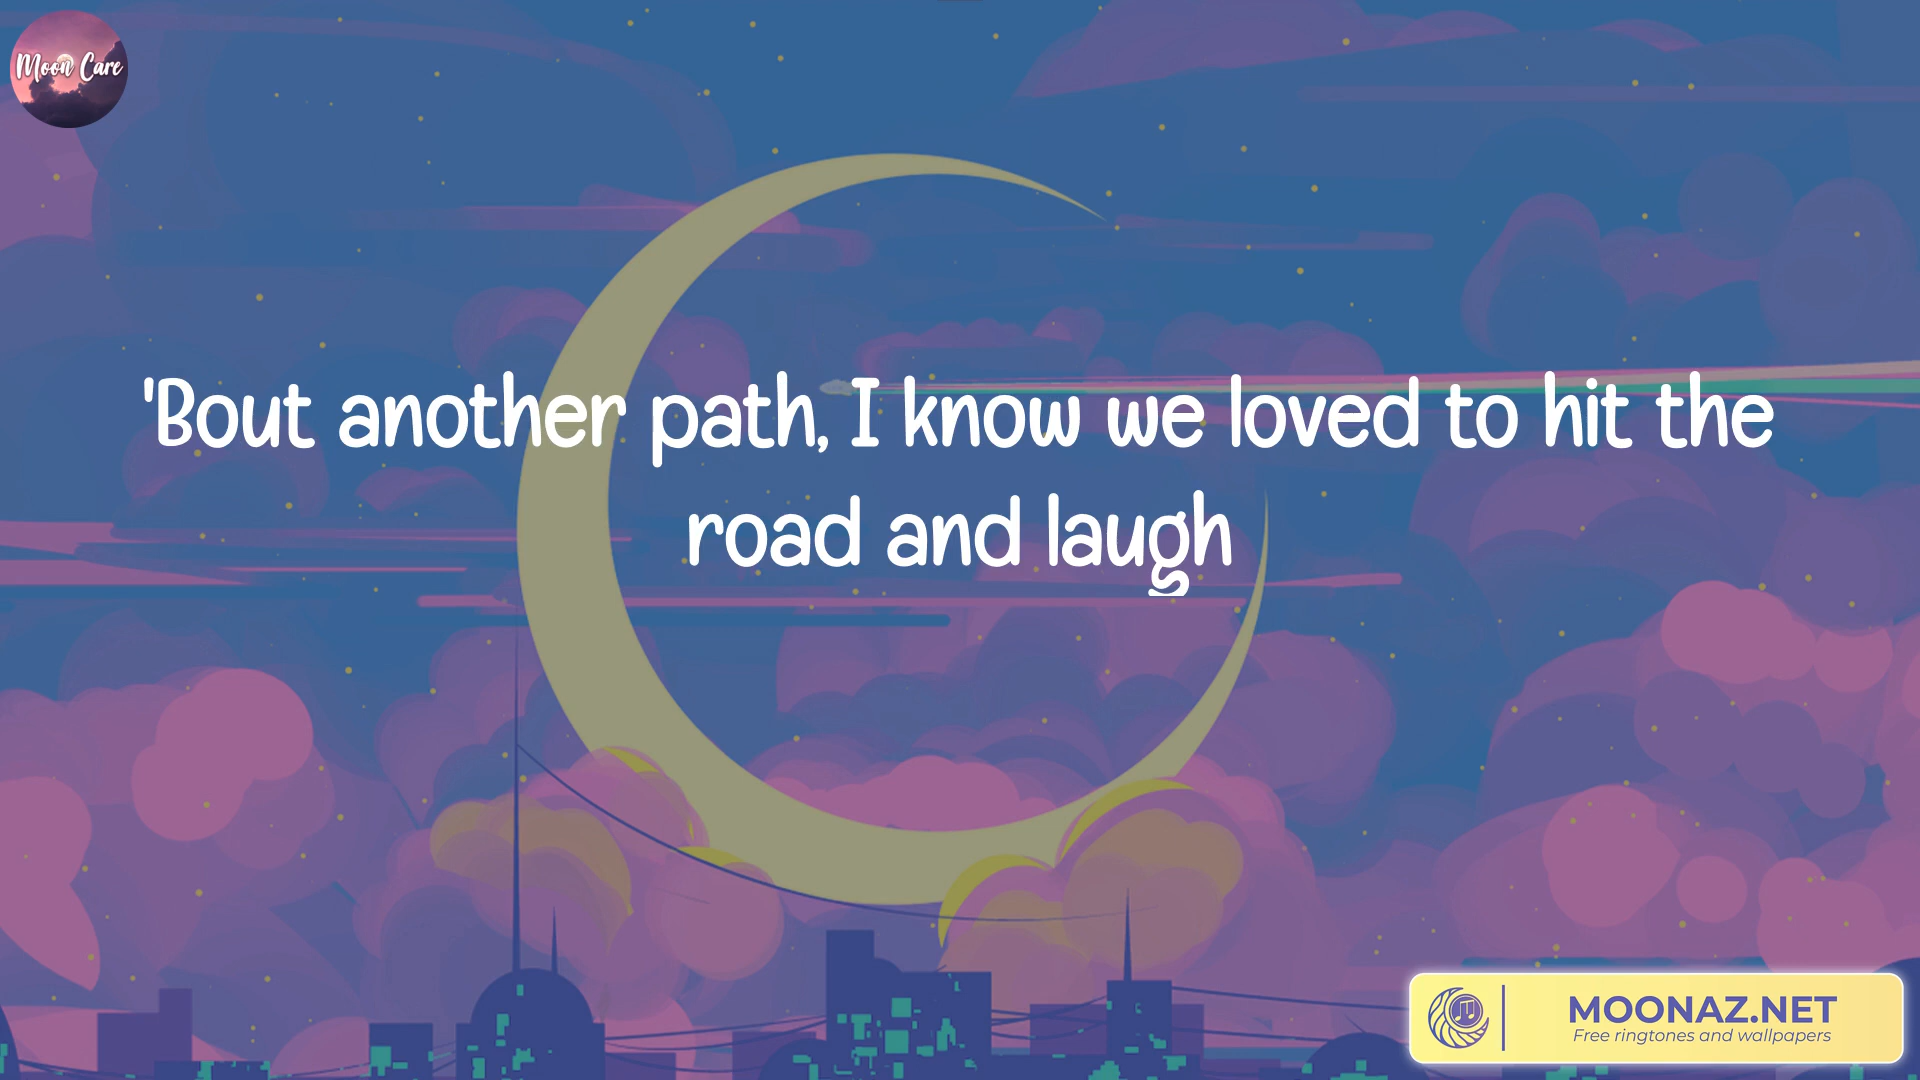 Moon Care
'Bout another path, I know we loved to hit the
road and laugh
MOONAZ.NET
Free ringtones and wallpapers